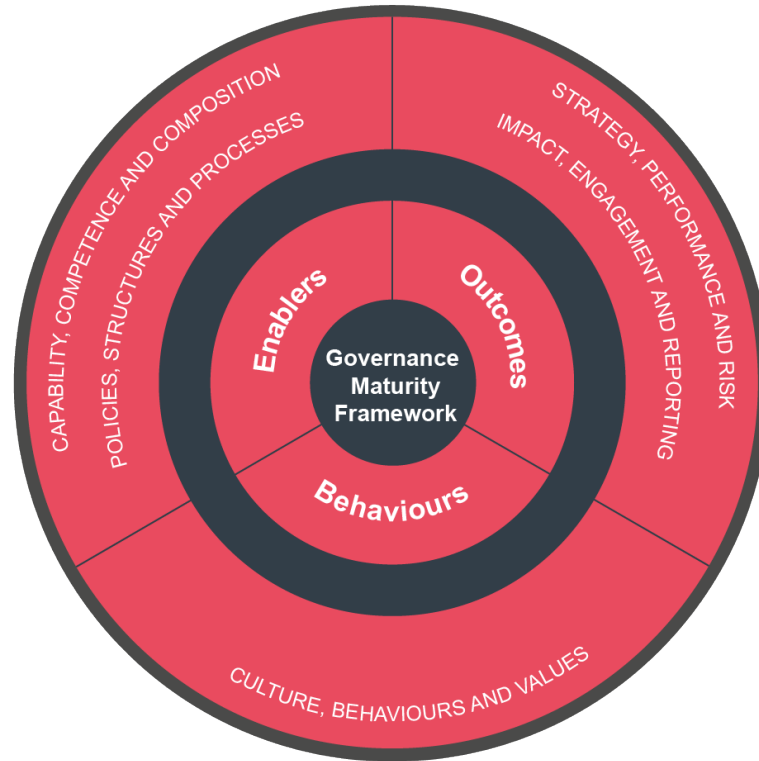 CAPABILITY, COMPETENCE AND COMPOSITION
POLICIES, STRUCTURES AND PROCESSES
STRATEGY, PERFORMANCE AND RISK
IMPACT, ENGAGEMENT AND REPORTING
Enablers
Outcomes
Governance
Maturity
Framework
Behaviours
CULTURE, BEHAVIOURS AND VALUES